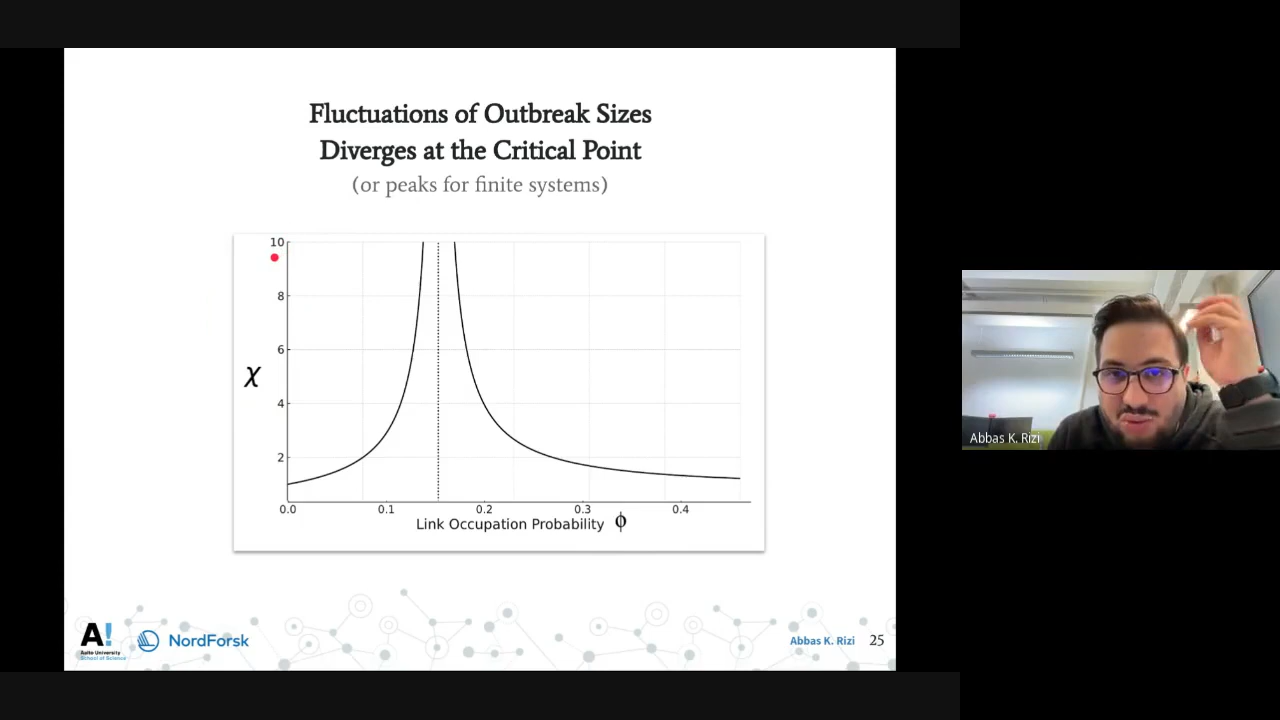 Fluctuations of Outbreak Sizes
Diverges at the Critical Point
(or peaks for finite systems)
10
8
6
χ
4
2
0.0 0.1 0.2 0.3 0.4
Link Occupation Probability ϕ
A!
Aalto University
School of Science
NordForsk
Abbas K. Rizi 25
Abbas K. Rizi